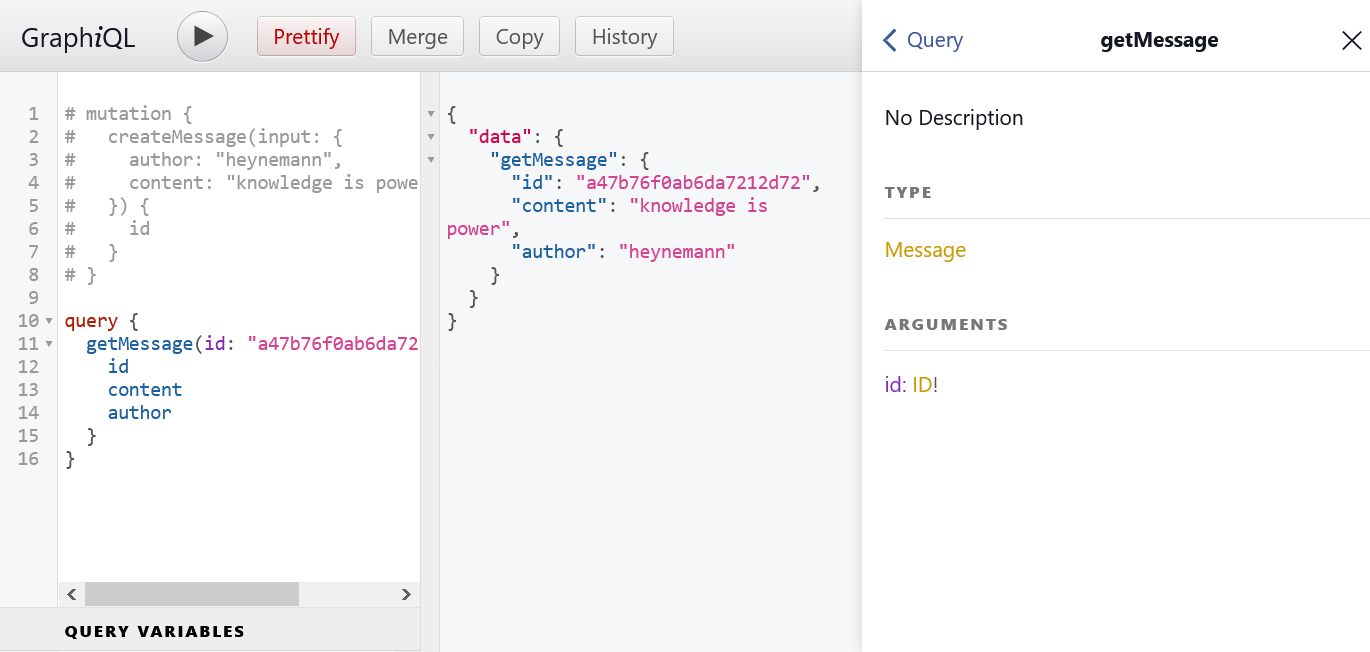 GraphiQL
Prettify
Merge
Copy
History
1 # mutation {
2 #   createMessage(input: {
3 #     author: "heynemann",
4 #     content: "knowledge is powe
5 #   }) {
6 #     id
7 #   }
8 # }
9
10 query {
11   getMessage(id: "a47b76f0ab6da72
12     id
13     content
14     author
15   }
16 }
QUERY VARIABLES
{
  "data": {
    "getMessage": {
      "id": "a47b76f0ab6da7212d72",
      "content": "knowledge is
power",
      "author": "heynemann"
    }
  }
}
Query
getMessage
No Description
TYPE
Message
ARGUMENTS
id: ID!